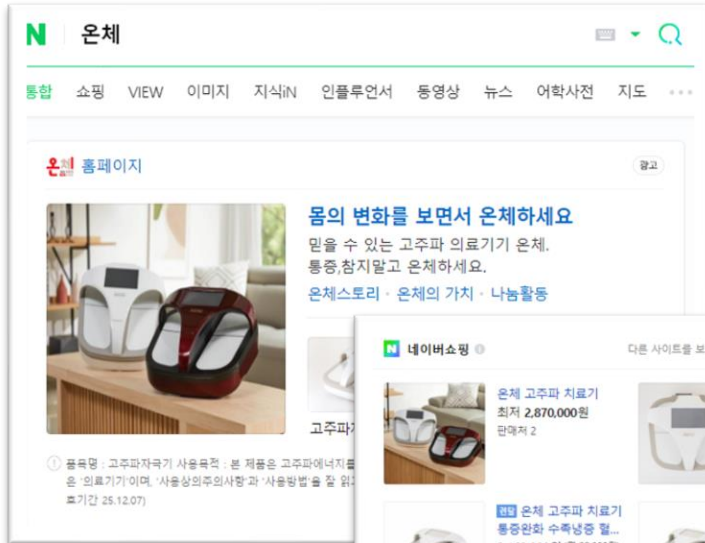 N 온체
통합 쇼핑 VIEW 이미지 지식iN 인플루언서 동영상 뉴스 어학사전 지도
온체 홈페이지
광고
몸의 변화를 보면서 온체하세요
믿을 수 있는 고주파 의료기기 온체.
통증,참지말고 온체하세요.
온체스토리 · 온체의 가치 · 나눔활동
고주파
품목명 : 고주파자극기 사용목적 : 본 제품은 고주파에너지를
은 '의료기기'이며, '사용상의주의사항'과 '사용방법'을 잘 읽
효기간 25.12.07)
N 네이버쇼핑
다른 사이트를 보
온체 고주파 치료기
최저 2,870,000원
판매처 2
렌탈 온체 고주파 치료기
통증완화 수족냉증 혈...